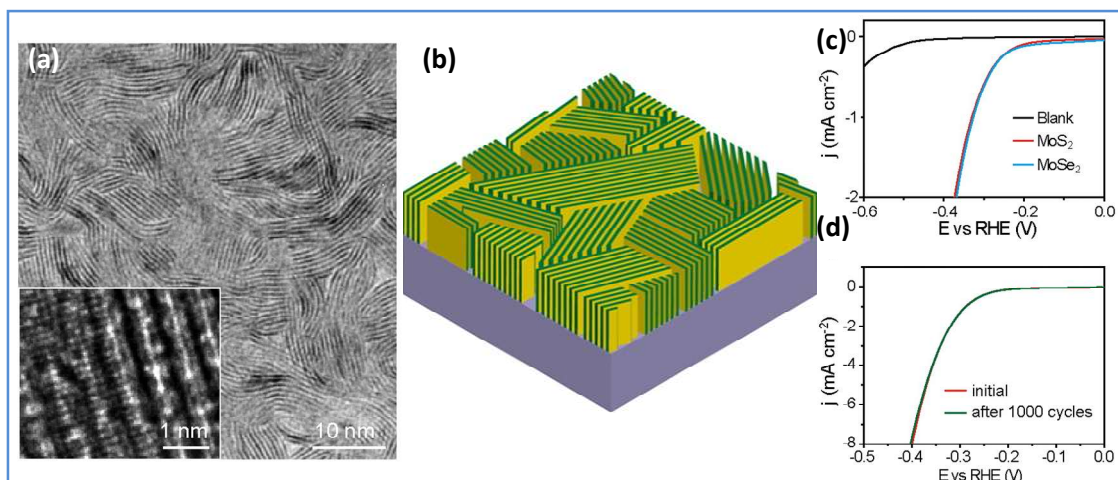 (a)
1 nm
10 nm
(b)
(c)
0
-1
-2
j (mA cm⁻²)
Blank
MoS₂
MoSe₂
-0.6
-0.4
-0.2
0.0
E vs RHE (V)
(d)
0
-2
-4
-6
-8
j (mA cm⁻²)
initial
after 1000 cycles
-0.5
-0.4
-0.3
-0.2
-0.1
0.0
E vs RHE (V)